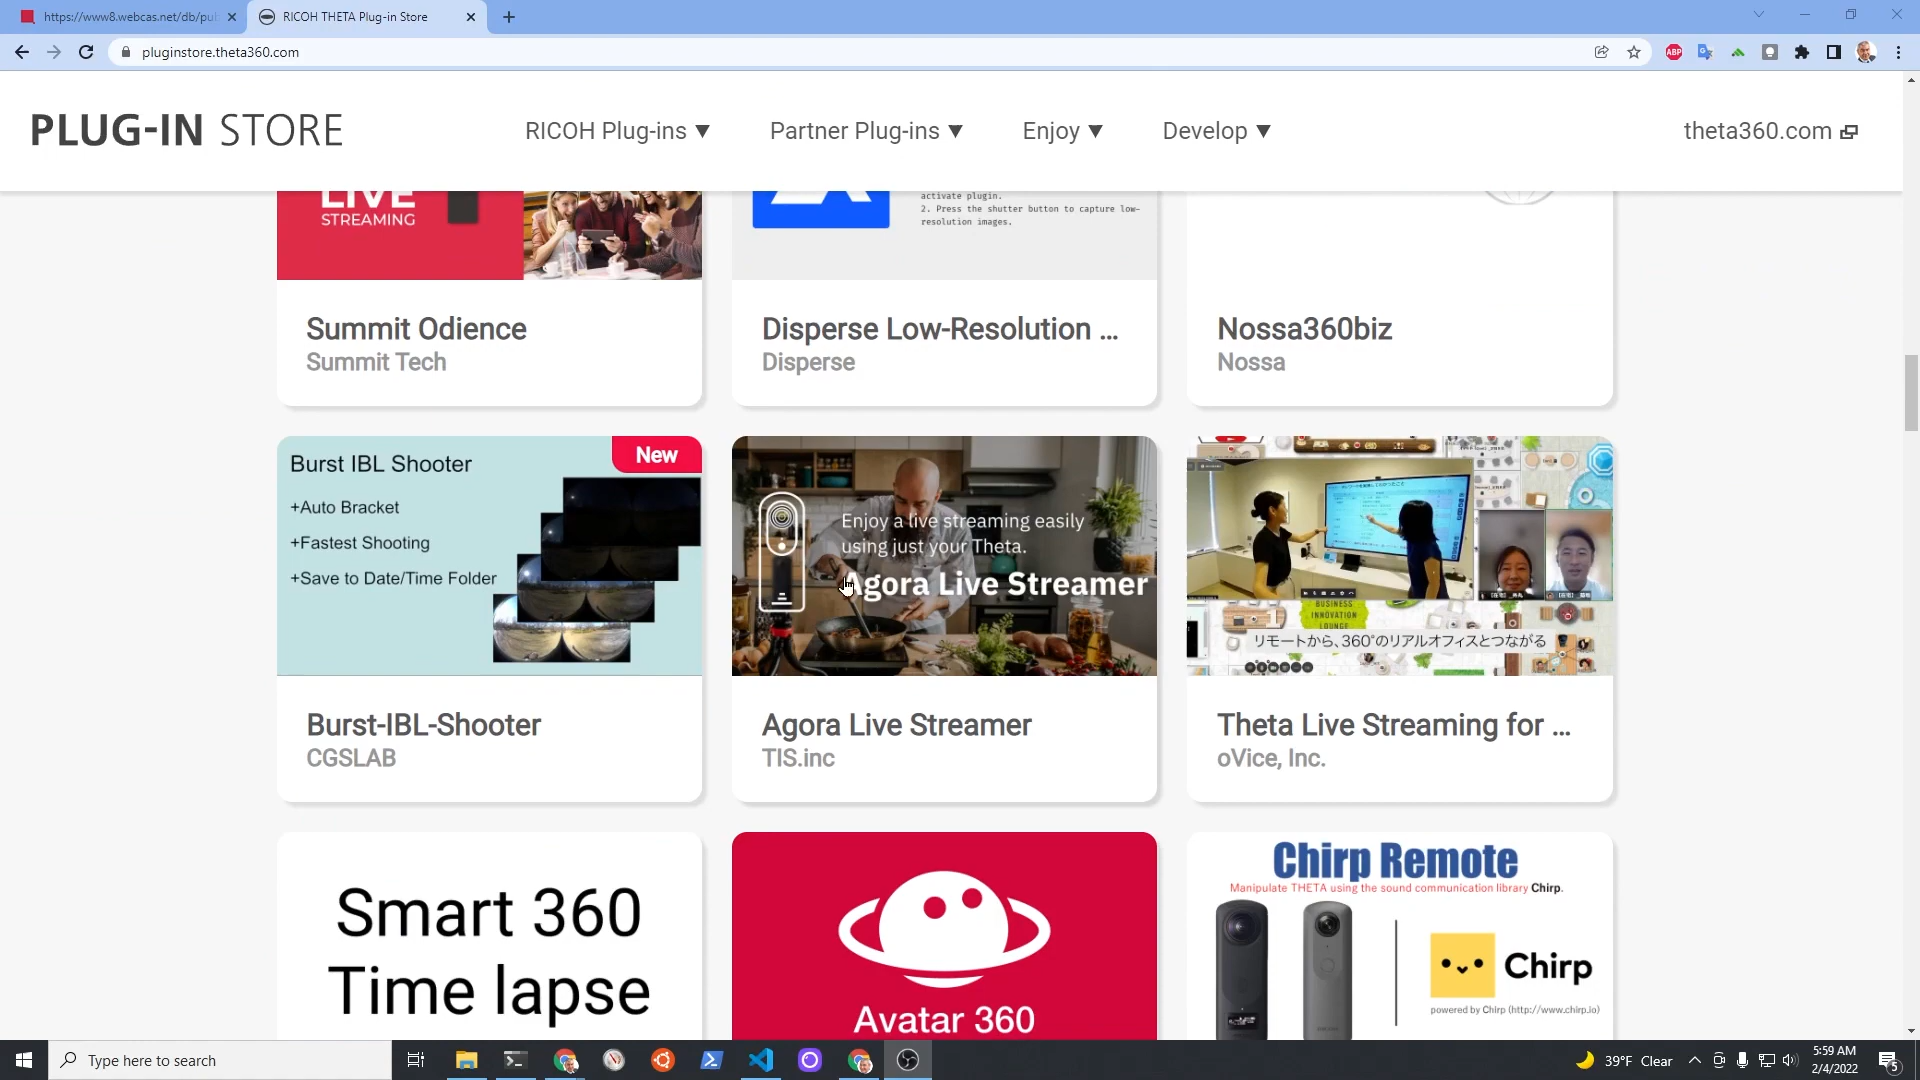 https://www8.webcas.net/db/pu
RICOH THETA Plug-in Store
pluginstore.theta360.com
ABP
PLUG-IN STORE
RICOH Plug-ins ▼
Partner Plug-ins ▼
Enjoy ▼
Develop ▼
theta360.com
LIVE
STREAMING
activate plugin.
2. Press the shutter button to capture low-
resolution images.
Summit Odience
Summit Tech
Disperse Low-Resolution ...
Disperse
Nossa360biz
Nossa
Burst IBL Shooter
New
+Auto Bracket
+Fastest Shooting
+Save to Date/Time Folder
Burst-IBL-Shooter
CGSLAB
Enjoy a live streaming easily
using just your Theta.
Agora Live Streamer
Agora Live Streamer
TIS.inc
BUSINESS
INNOVATION
LOUNGE
リモートから、360°のリアルオフィスとつながる
Theta Live Streaming for ...
oVice, Inc.
Smart 360
Time lapse
Avatar 360
Chirp Remote
Manipulate THETA using the sound communication library Chirp.
Chirp
powered by Chirp (http://www.chirp.io)
Type here to search
39°F Clear
5:59 AM
2/4/2022
5